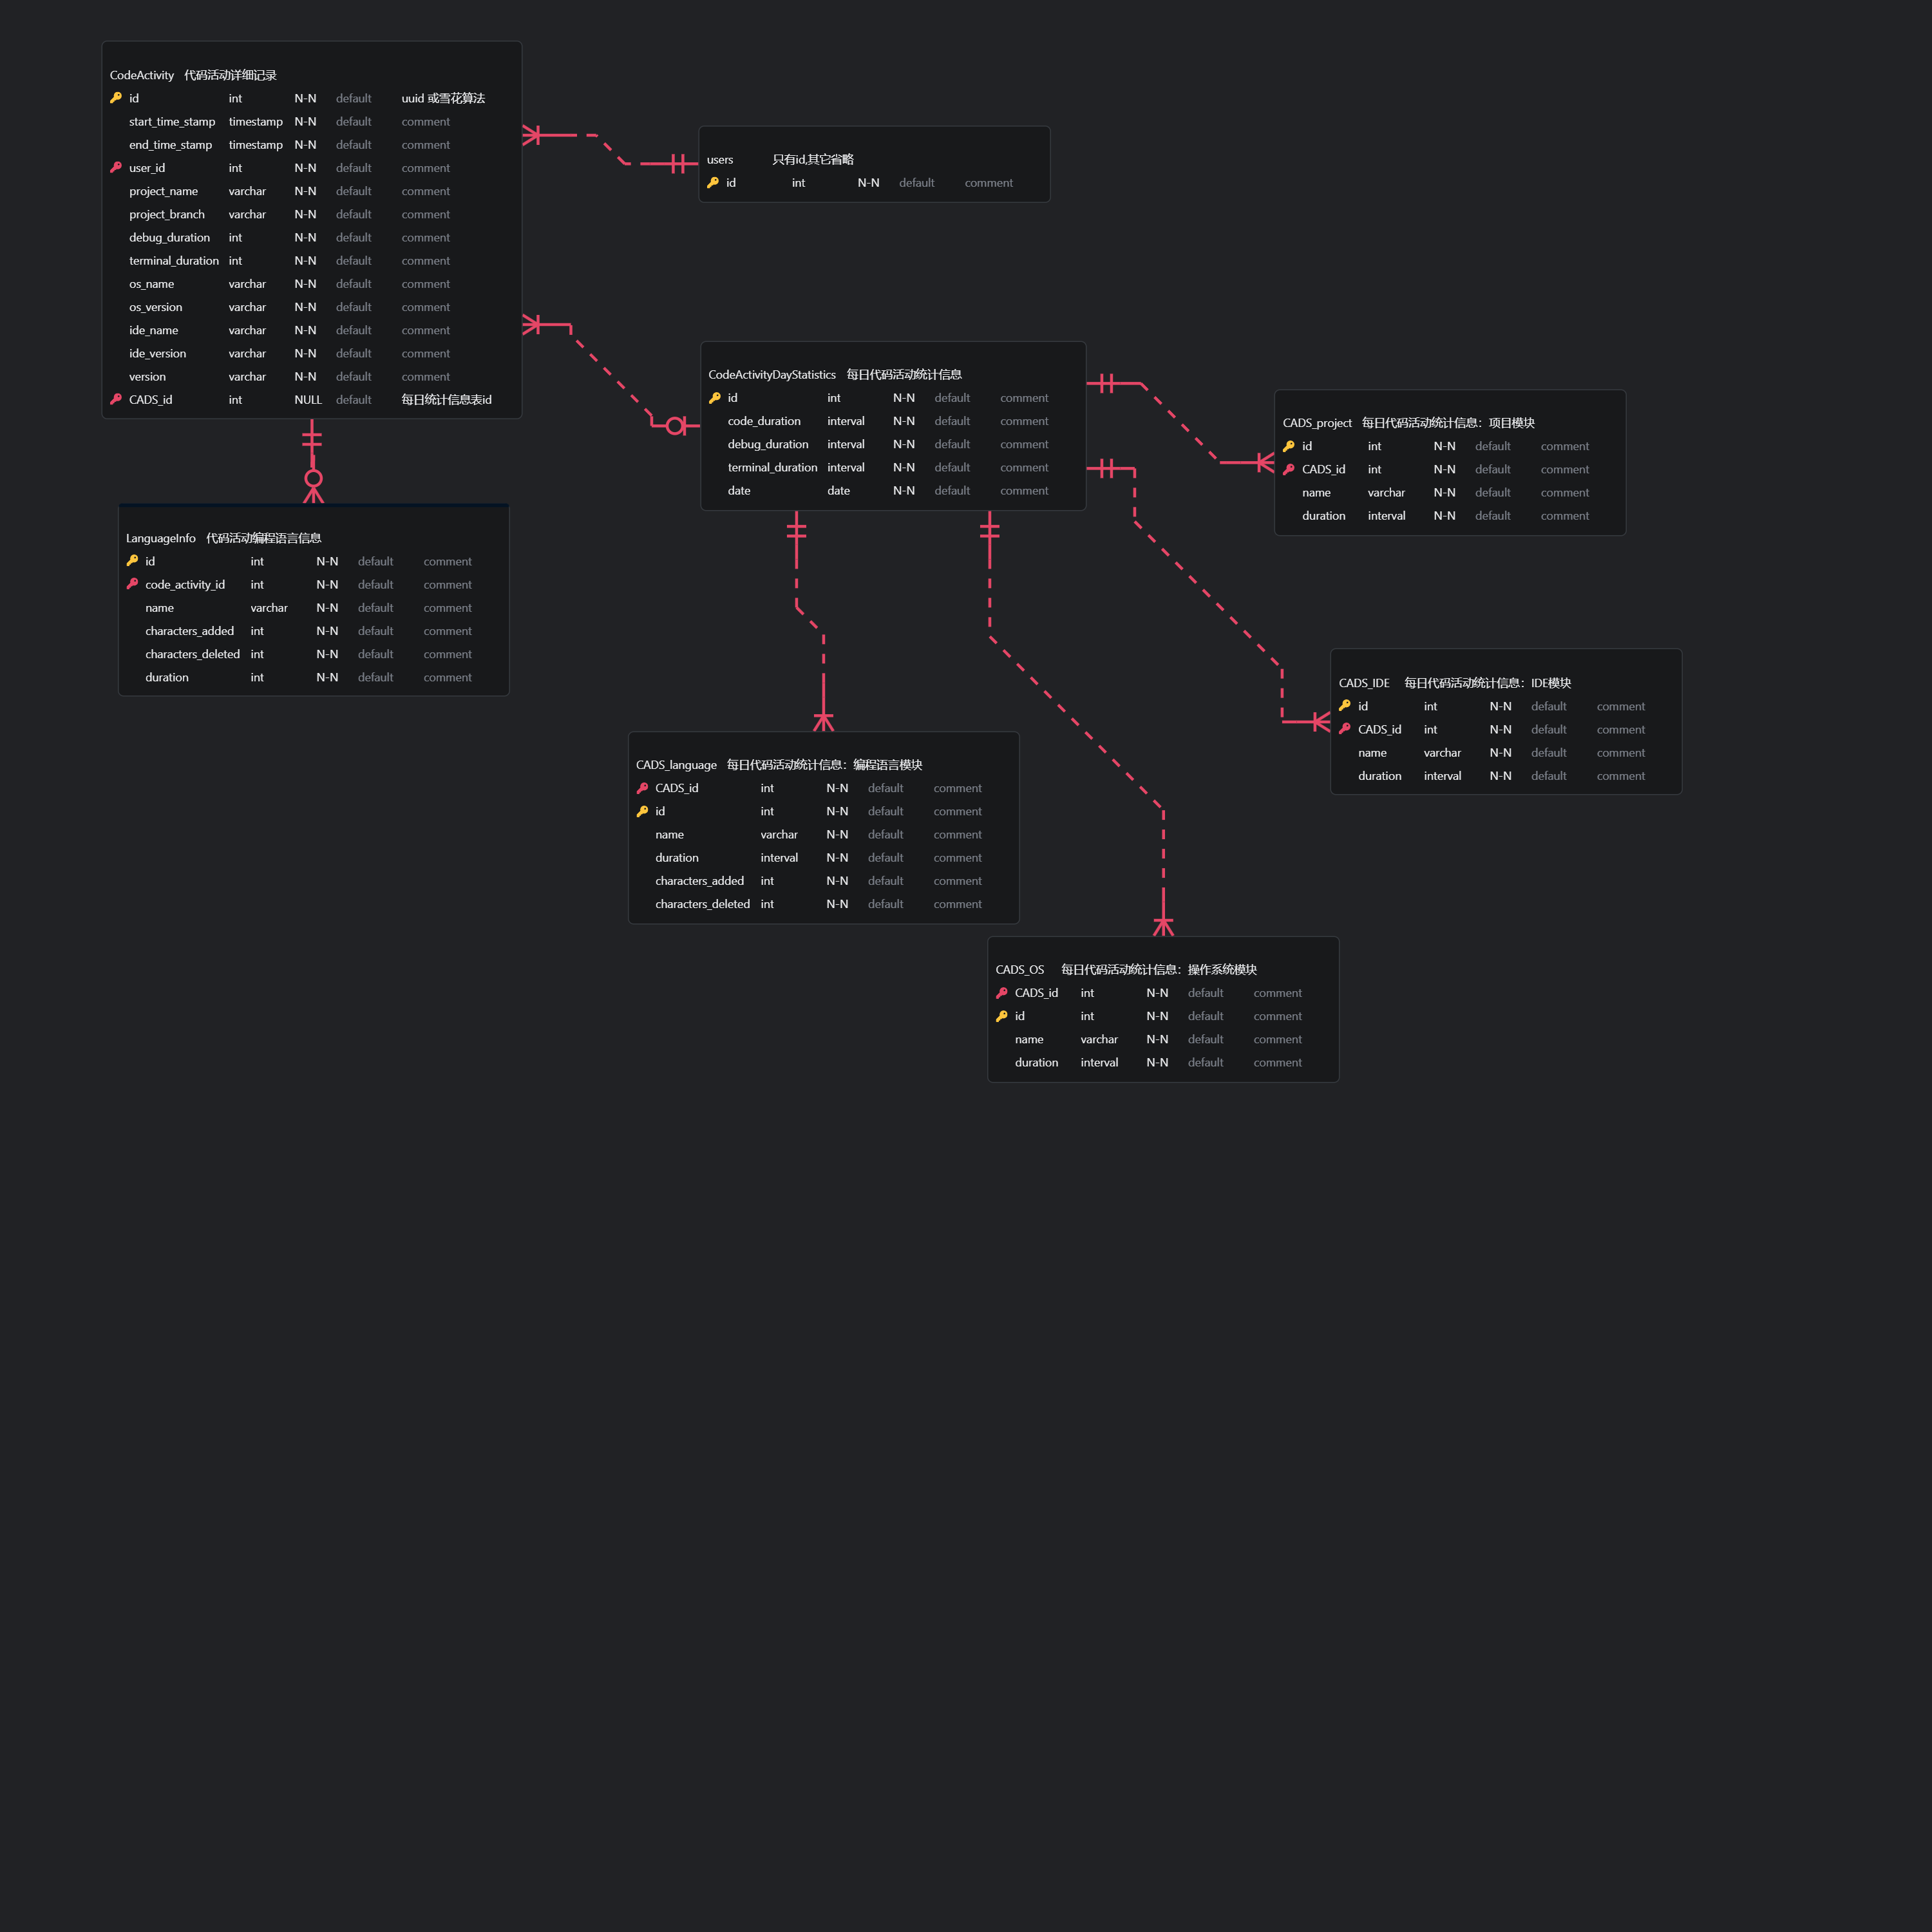 CodeActivity 代码活动详细记录
id int N-N default uuid 或雪花算法
start_time_stamp timestamp N-N default comment
end_time_stamp timestamp N-N default comment
user_id int N-N default comment
project_name varchar N-N default comment
project_branch varchar N-N default comment
debug_duration int N-N default comment
terminal_duration int N-N default comment
os_name varchar N-N default comment
os_version varchar N-N default comment
ide_name varchar N-N default comment
ide_version varchar N-N default comment
version varchar N-N default comment
CADS_id int NULL default 每日统计信息表id
users 只有id,其它省略
id int N-N default comment
CodeActivityDayStatistics 每日代码活动统计信息
id int N-N default comment
code_duration interval N-N default comment
debug_duration interval N-N default comment
terminal_duration interval N-N default comment
date date N-N default comment
CADS_project 每日代码活动统计信息：项目模块
id int N-N default comment
CADS_id int N-N default comment
name varchar N-N default comment
duration interval N-N default comment
LanguageInfo 代码活动编程语言信息
id int N-N default comment
code_activity_id int N-N default comment
name varchar N-N default comment
characters_added int N-N default comment
characters_deleted int N-N default comment
duration int N-N default comment
CADS_IDE 每日代码活动统计信息：IDE模块
id int N-N default comment
CADS_id int N-N default comment
name varchar N-N default comment
duration interval N-N default comment
CADS_language 每日代码活动统计信息：编程语言模块
CADS_id int N-N default comment
id int N-N default comment
name varchar N-N default comment
duration interval N-N default comment
characters_added int N-N default comment
characters_deleted int N-N default comment
CADS_OS 每日代码活动统计信息：操作系统模块
CADS_id int N-N default comment
id int N-N default comment
name varchar N-N default comment
duration interval N-N default comment